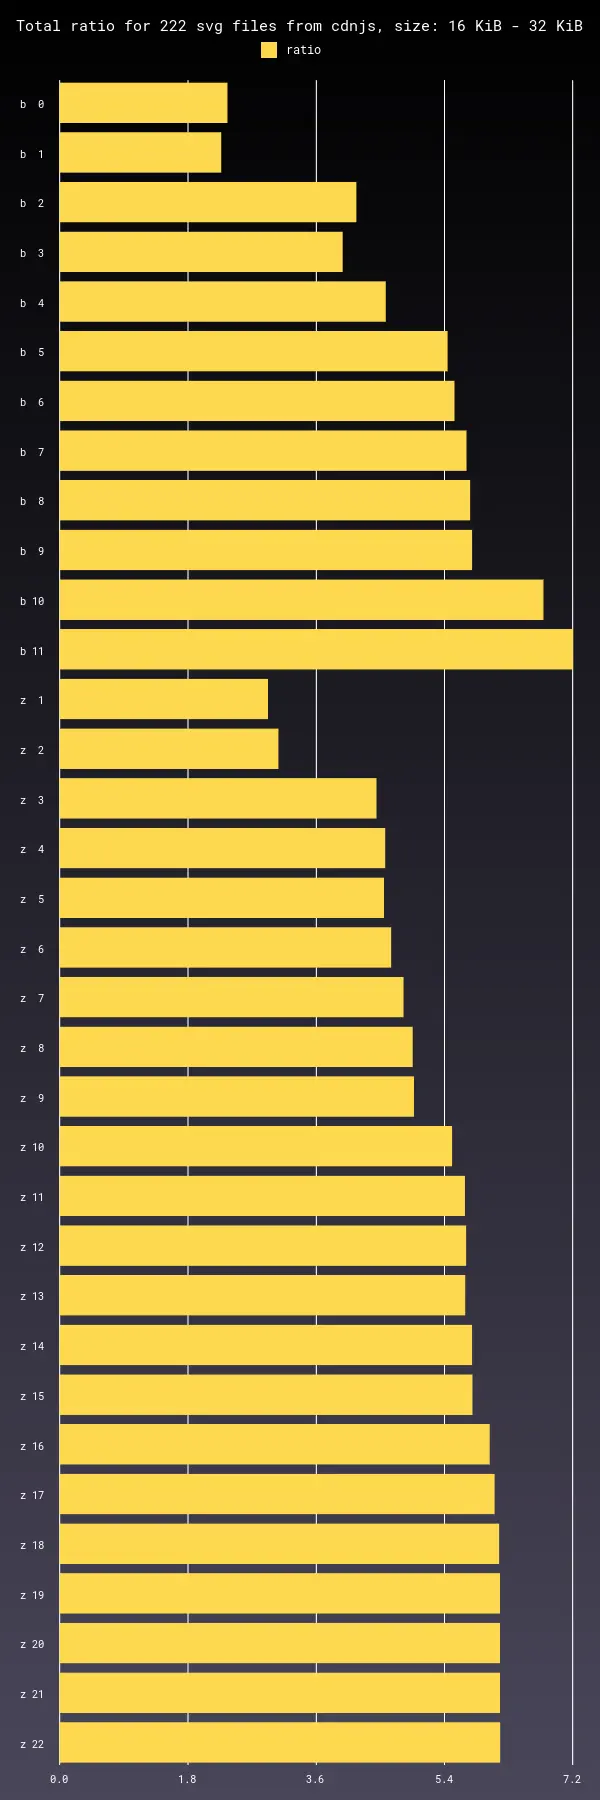 Total ratio for 222 svg files from cdnjs, size: 16 KiB - 32 KiB
ratio
b 0
b 1
b 2
b 3
b 4
b 5
b 6
b 7
b 8
b 9
b 10
b 11
z 1
z 2
z 3
z 4
z 5
z 6
z 7
z 8
z 9
z 10
z 11
z 12
z 13
z 14
z 15
z 16
z 17
z 18
z 19
z 20
z 21
z 22
0.0 1.8 3.6 5.4 7.2